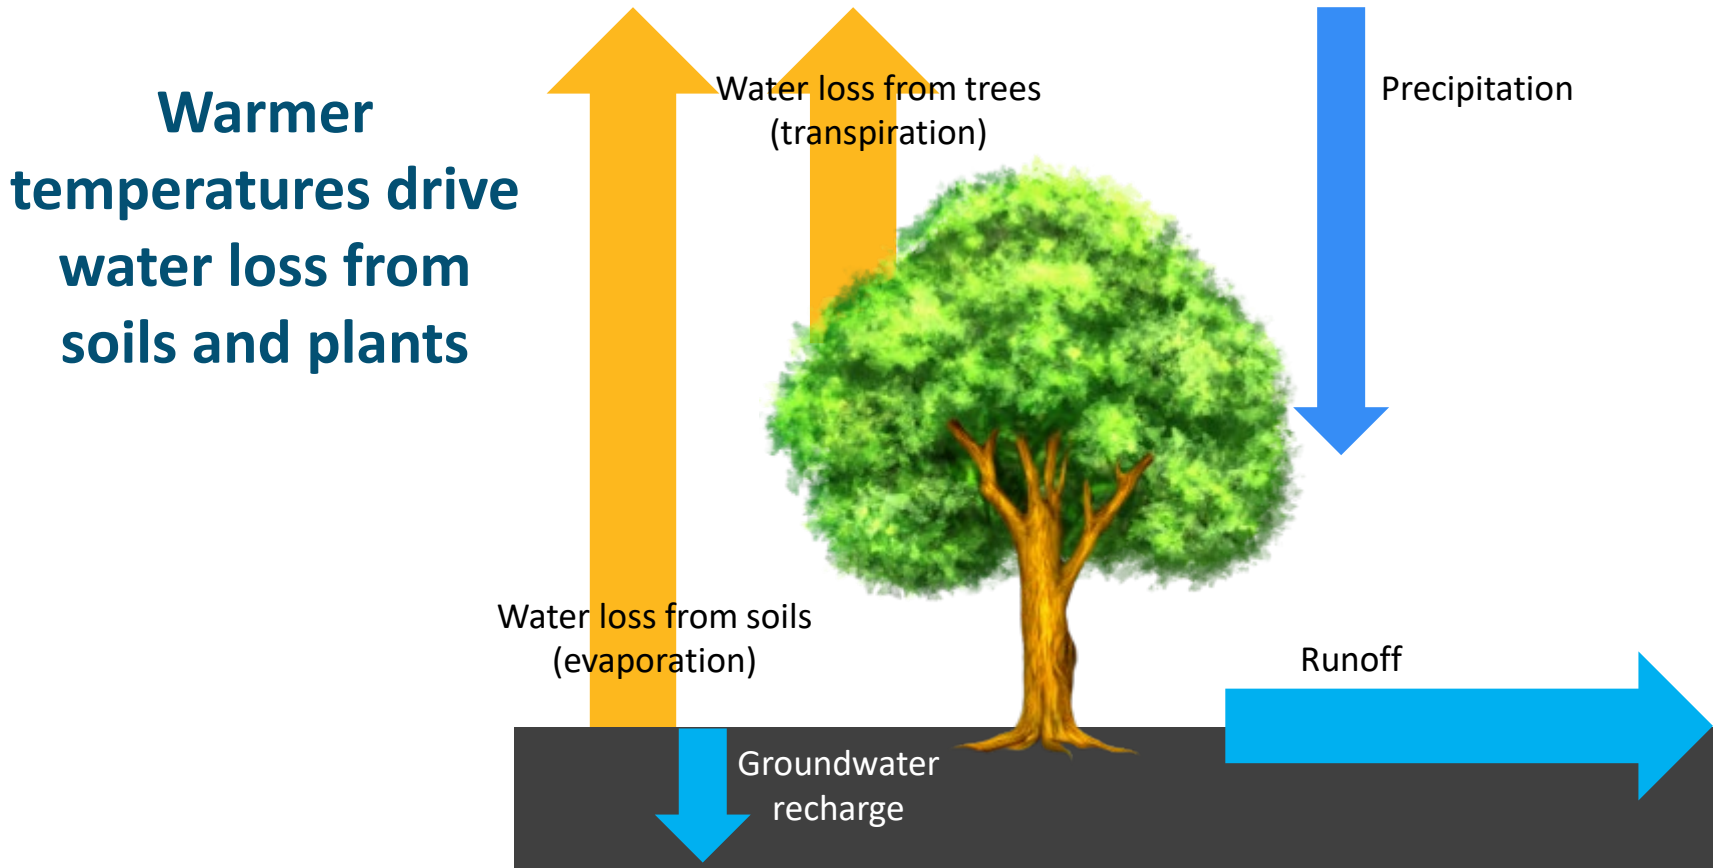 Warmer
temperatures drive
water loss from
soils and plants
Water loss from trees
(transpiration)
Precipitation
Water loss from soils
(evaporation)
Runoff
Groundwater
recharge